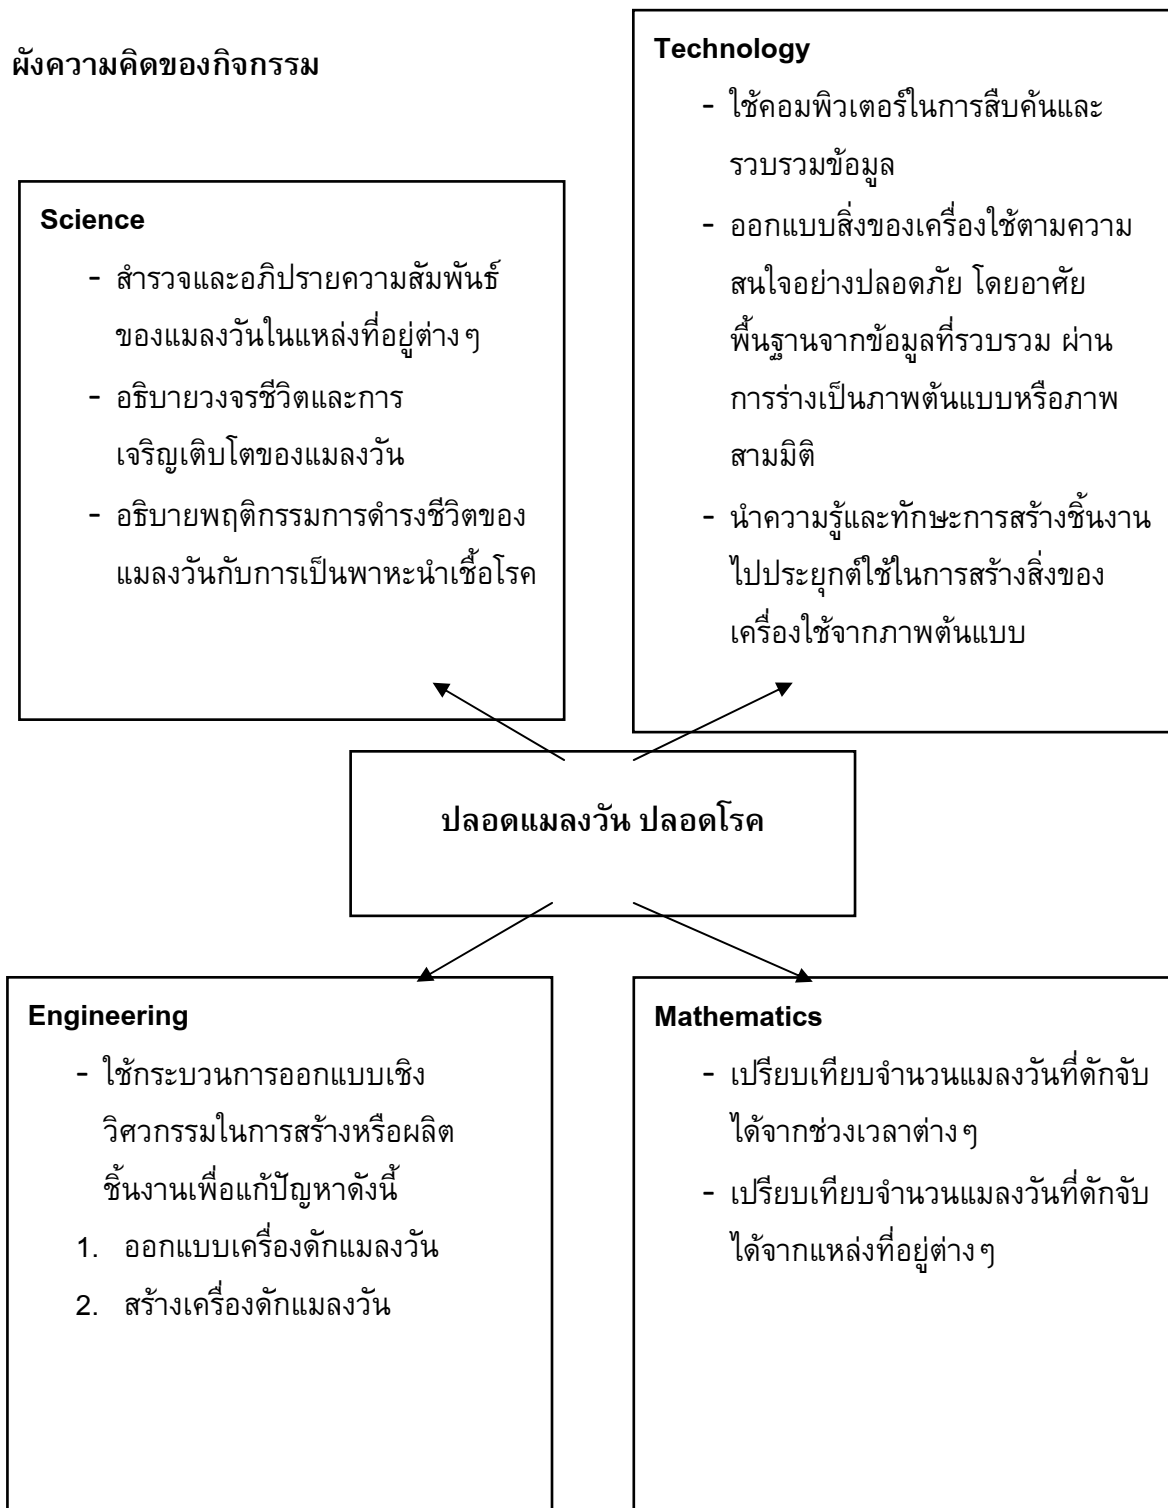 ผังความคิดของกิจกรรม
Science
- สำรวจและอภิปรายความสัมพันธ์
ของแมลงวันในแหล่งที่อยู่ต่างๆ
- อธิบายวงจรชีวิตและการ
เจริญเติบโตของแมลงวัน
- อธิบายพฤติกรรมการดำรงชีวิตของ
แมลงวันกับการเป็นพาหะนำเชื้อโรค
Technology
- ใช้คอมพิวเตอร์ในการสืบค้นและ
รวบรวมข้อมูล
- ออกแบบสิ่งของเครื่องใช้ตามความ
สนใจอย่างปลอดภัย โดยอาศัย
พื้นฐานจากข้อมูลที่รวบรวม ผ่าน
การร่างเป็นภาพต้นแบบหรือภาพ
สามมิติ
- นำความรู้และทักษะการสร้างชิ้นงาน
ไปประยุกต์ใช้ในการสร้างสิ่งของ
เครื่องใช้จากภาพต้นแบบ
ปลอดแมลงวัน ปลอดโรค
Engineering
- ใช้กระบวนการออกแบบเชิง
วิศวกรรมในการสร้างหรือผลิต
ชิ้นงานเพื่อแก้ปัญหาดังนี้
1. ออกแบบเครื่องดักแมลงวัน
2. สร้างเครื่องดักแมลงวัน
Mathematics
- เปรียบเทียบจำนวนแมลงวันที่ดักจับ
ได้จากช่วงเวลาต่างๆ
- เปรียบเทียบจำนวนแมลงวันที่ดักจับ
ได้จากแหล่งที่อยู่ต่างๆ